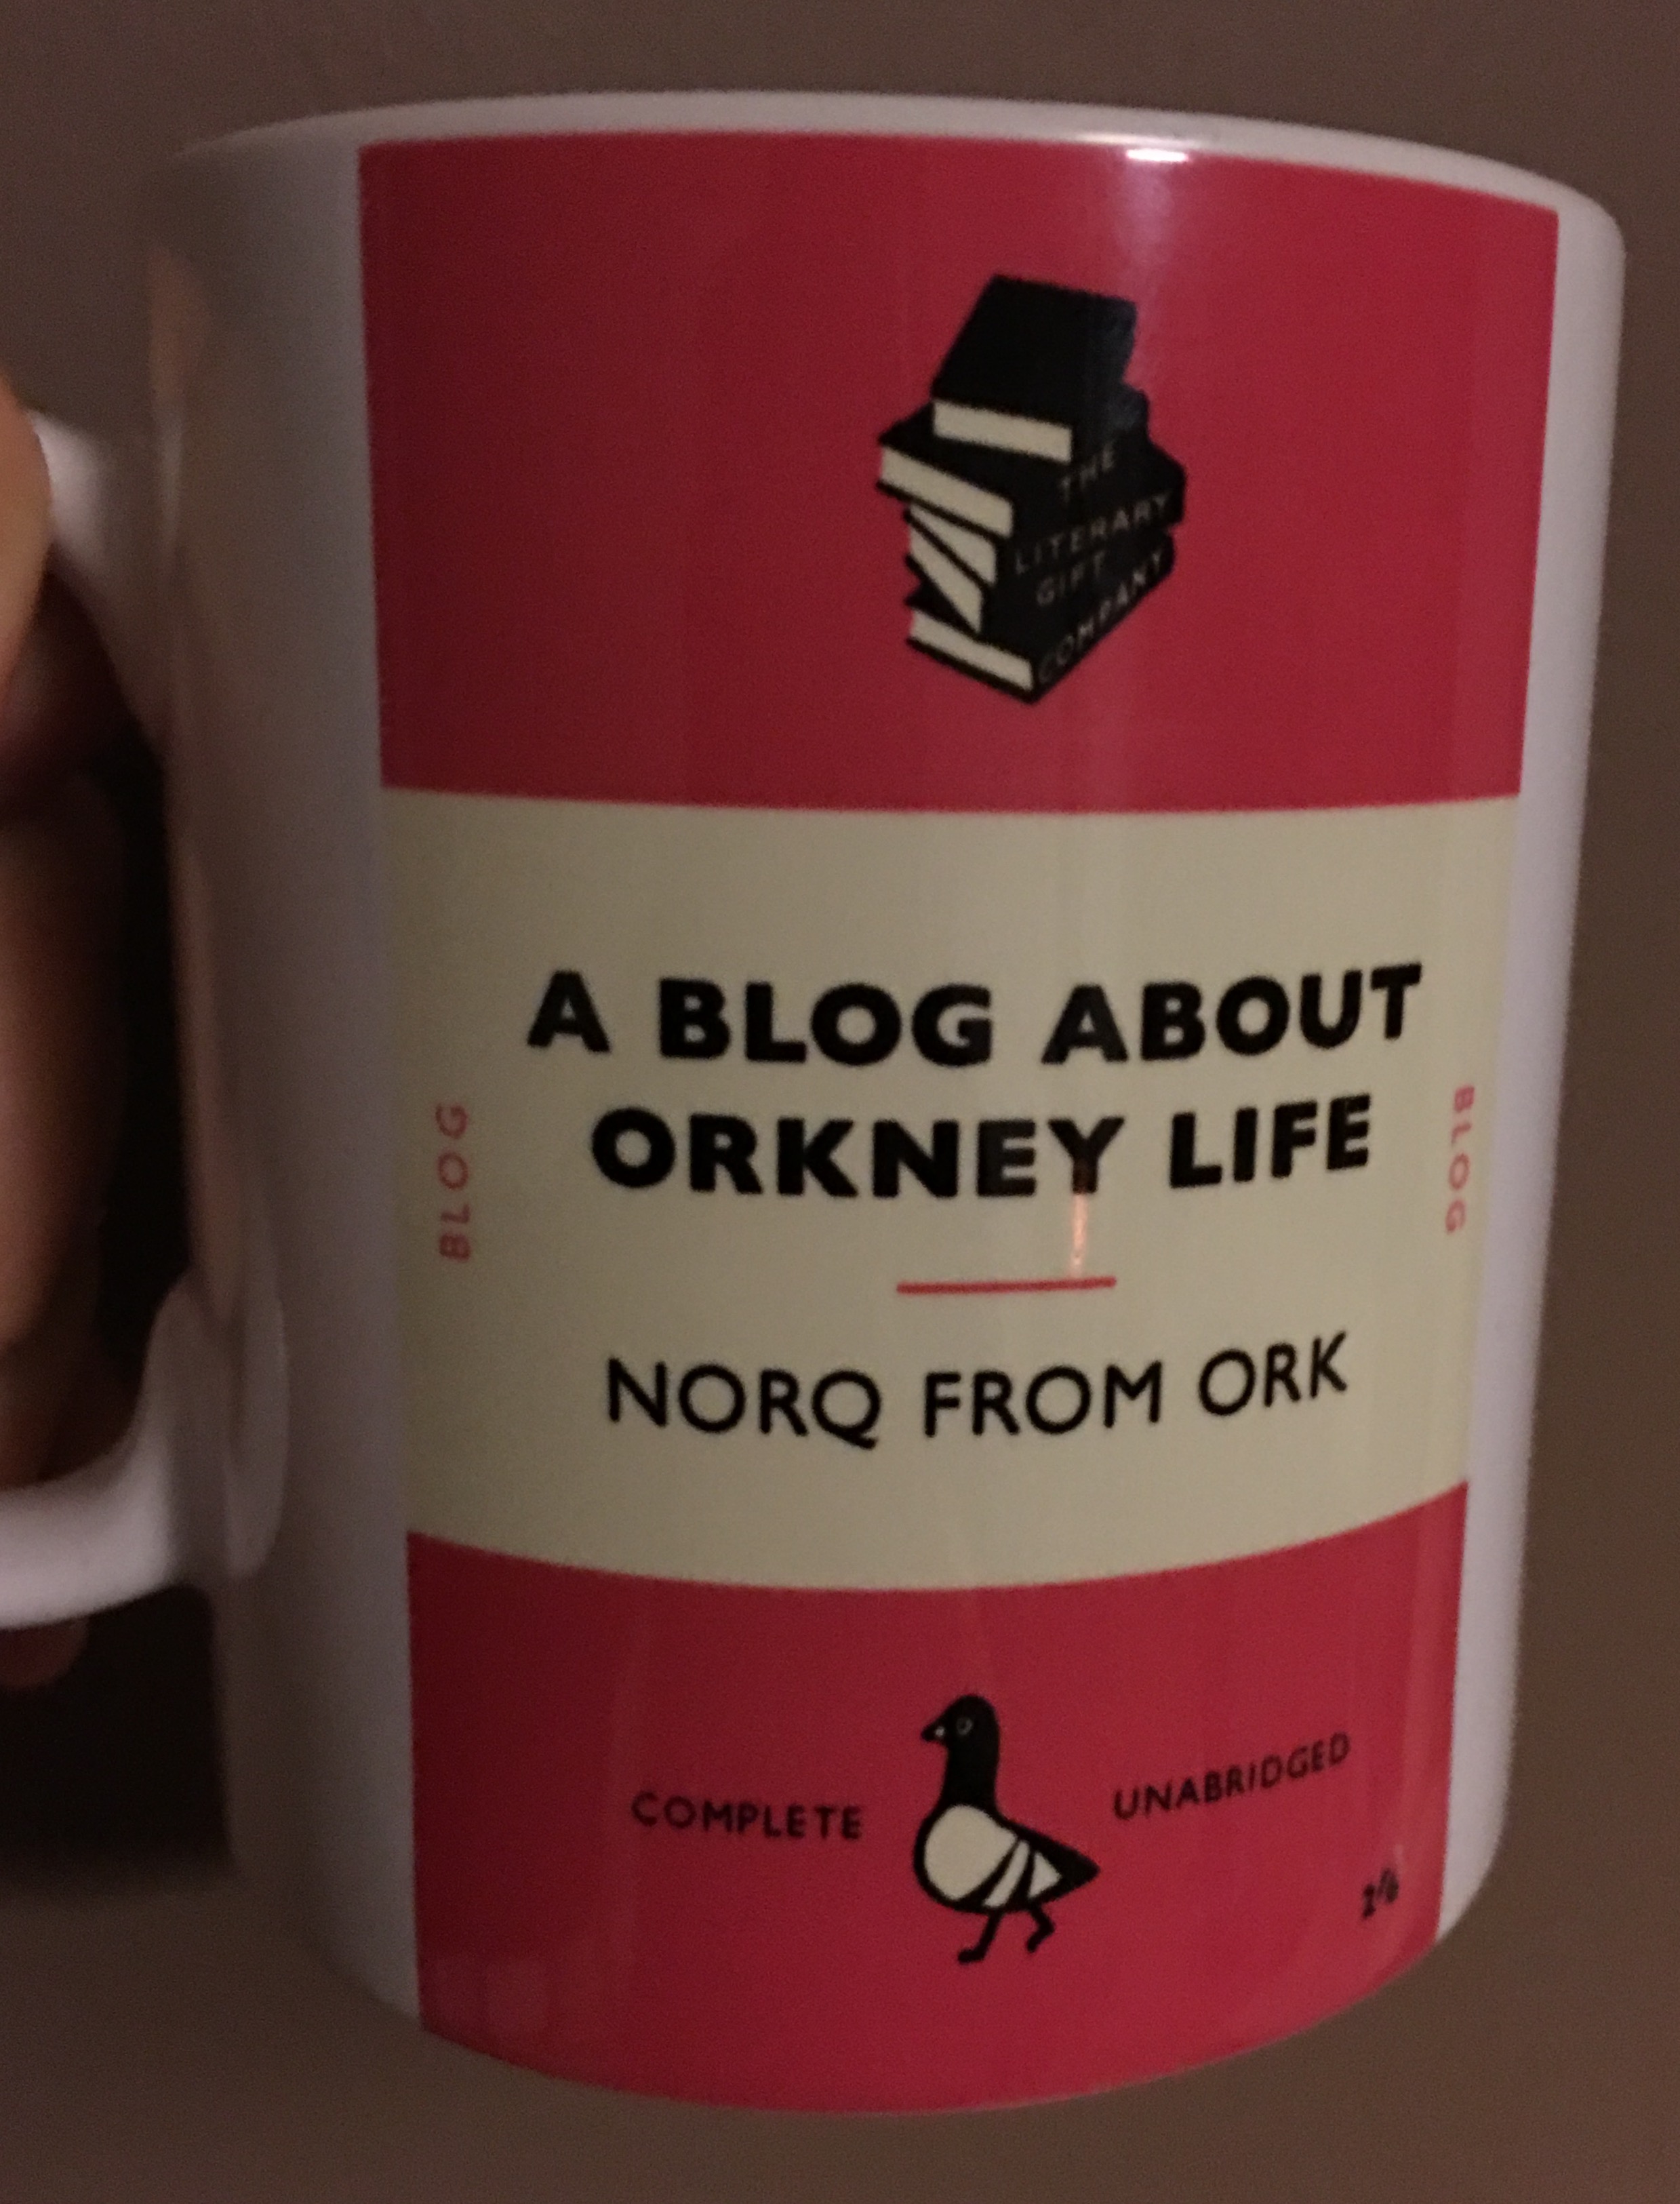 THE
LITERARY
GIFT
COMPANY
A BLOG ABOUT
ORKNEY LIFE
BLOG
BLOG
NORQ FROM ORK
COMPLETE
UNABRIDGED
2/6